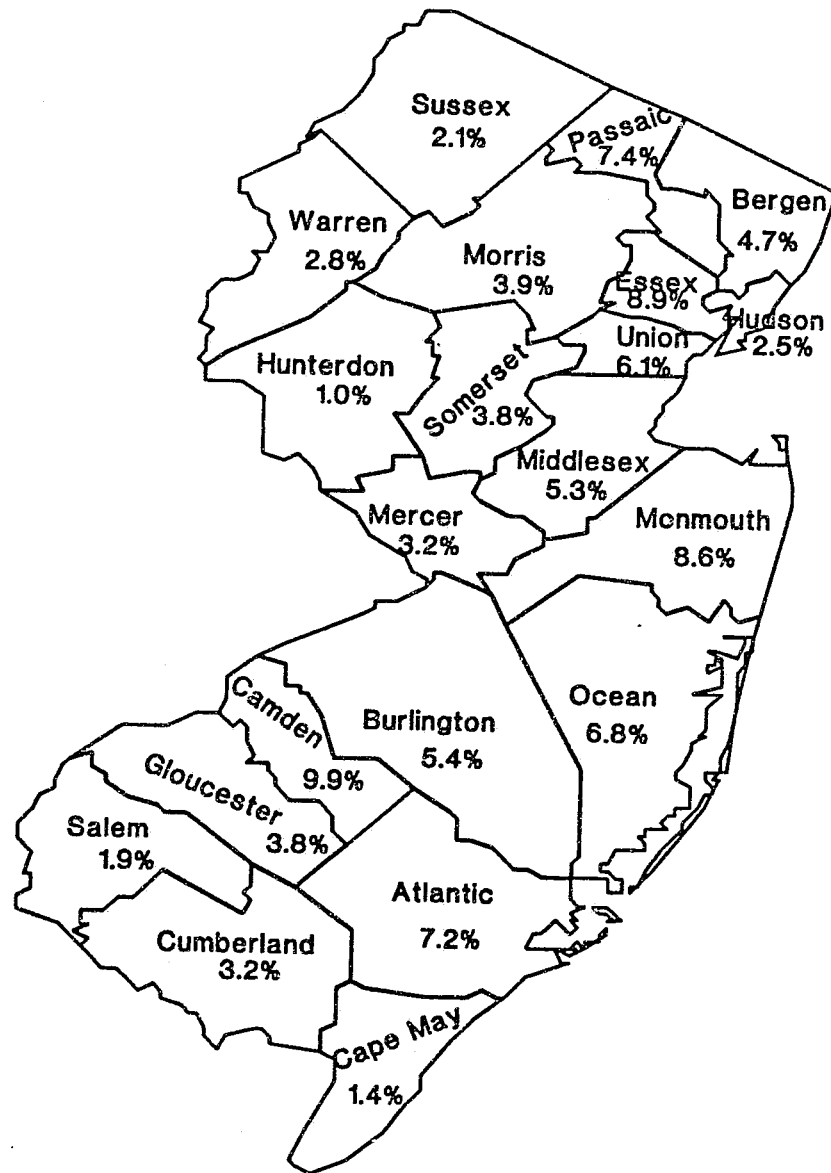 Sussex
2.1%
Passaic
7.4%
Bergen
4.7%
Warren
2.8%
Morris
3.9%
Essex
8.9%
Hudson
2.5%
Union
6.1%
Hunterdon
1.0%
Somerset
3.8%
Middlesex
5.3%
Mercer
3.2%
Monmouth
8.6%
Ocean
6.8%
Camden
9.9%
Burlington
5.4%
Gloucester
3.8%
Salem
1.9%
Atlantic
7.2%
Cumberland
3.2%
Cape May
1.4%